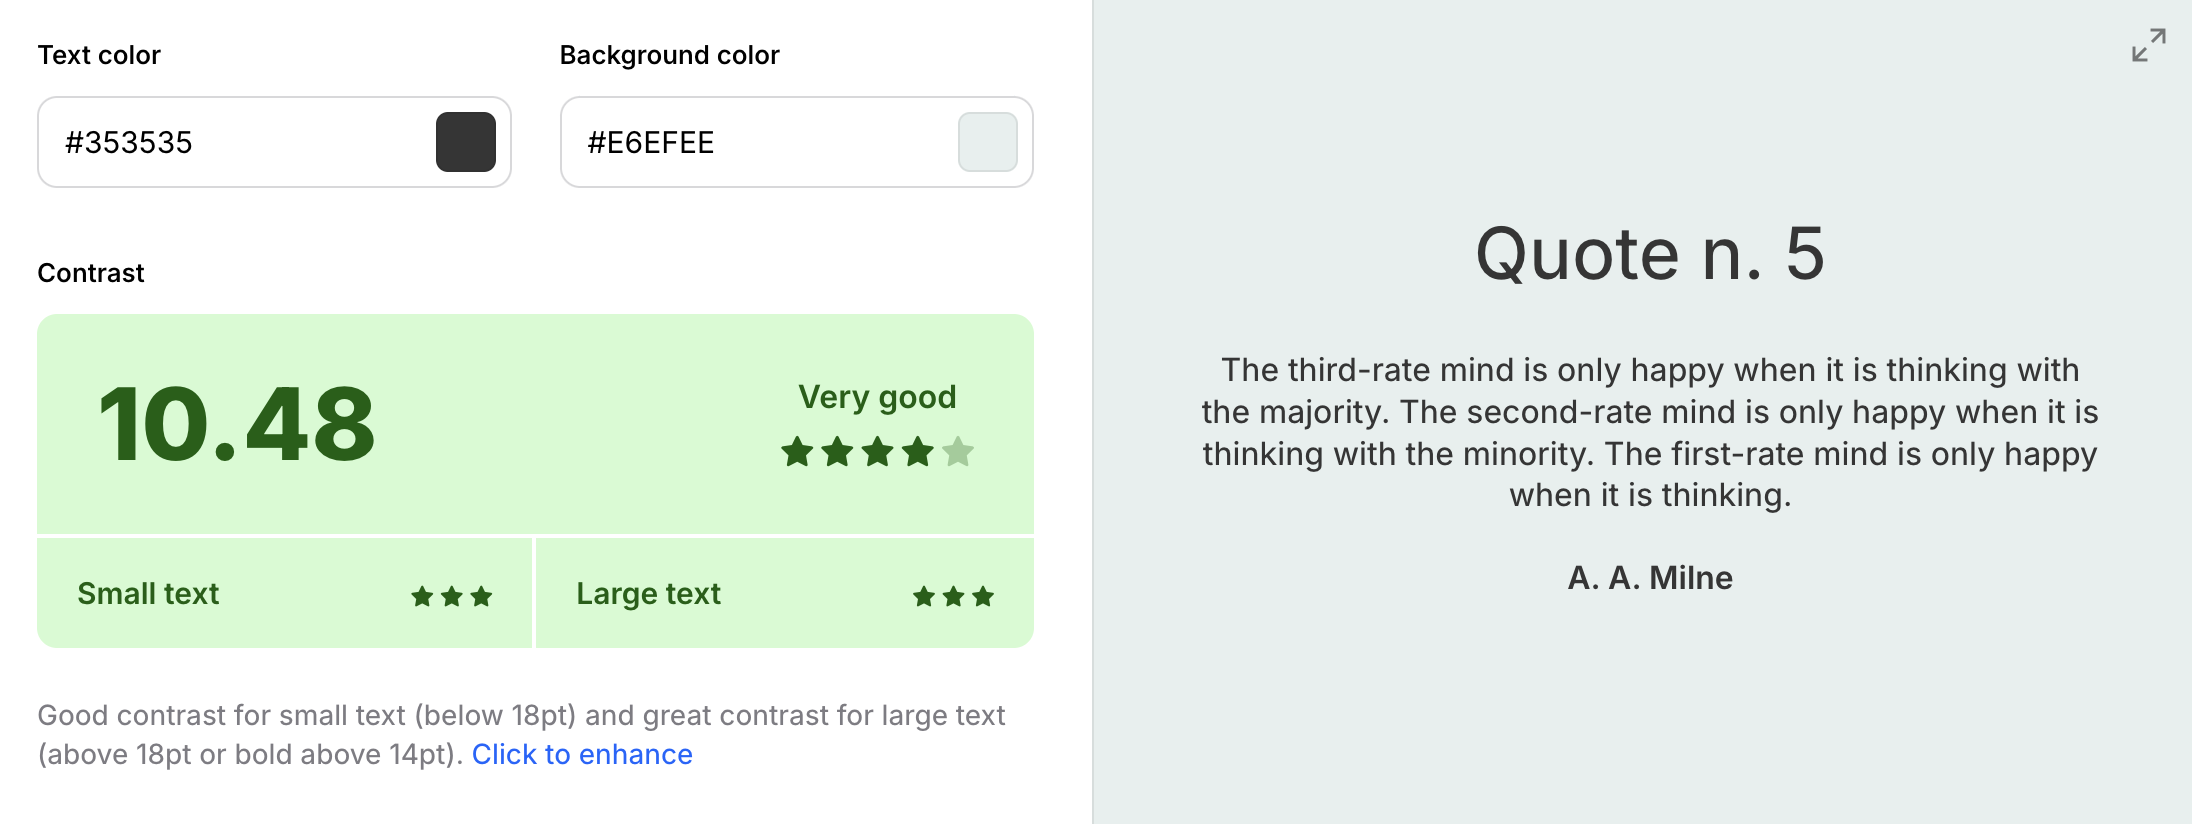 Text color
#353535
Background color
#E6EFEE
Contrast
10.48
Very good
Small text
Large text
Good contrast for small text (below 18pt) and great contrast for large text
(above 18pt or bold above 14pt). Click to enhance
Quote n. 5
The third-rate mind is only happy when it is thinking with
the majority. The second-rate mind is only happy when it is
thinking with the minority. The first-rate mind is only happy
when it is thinking.
A. A. Milne